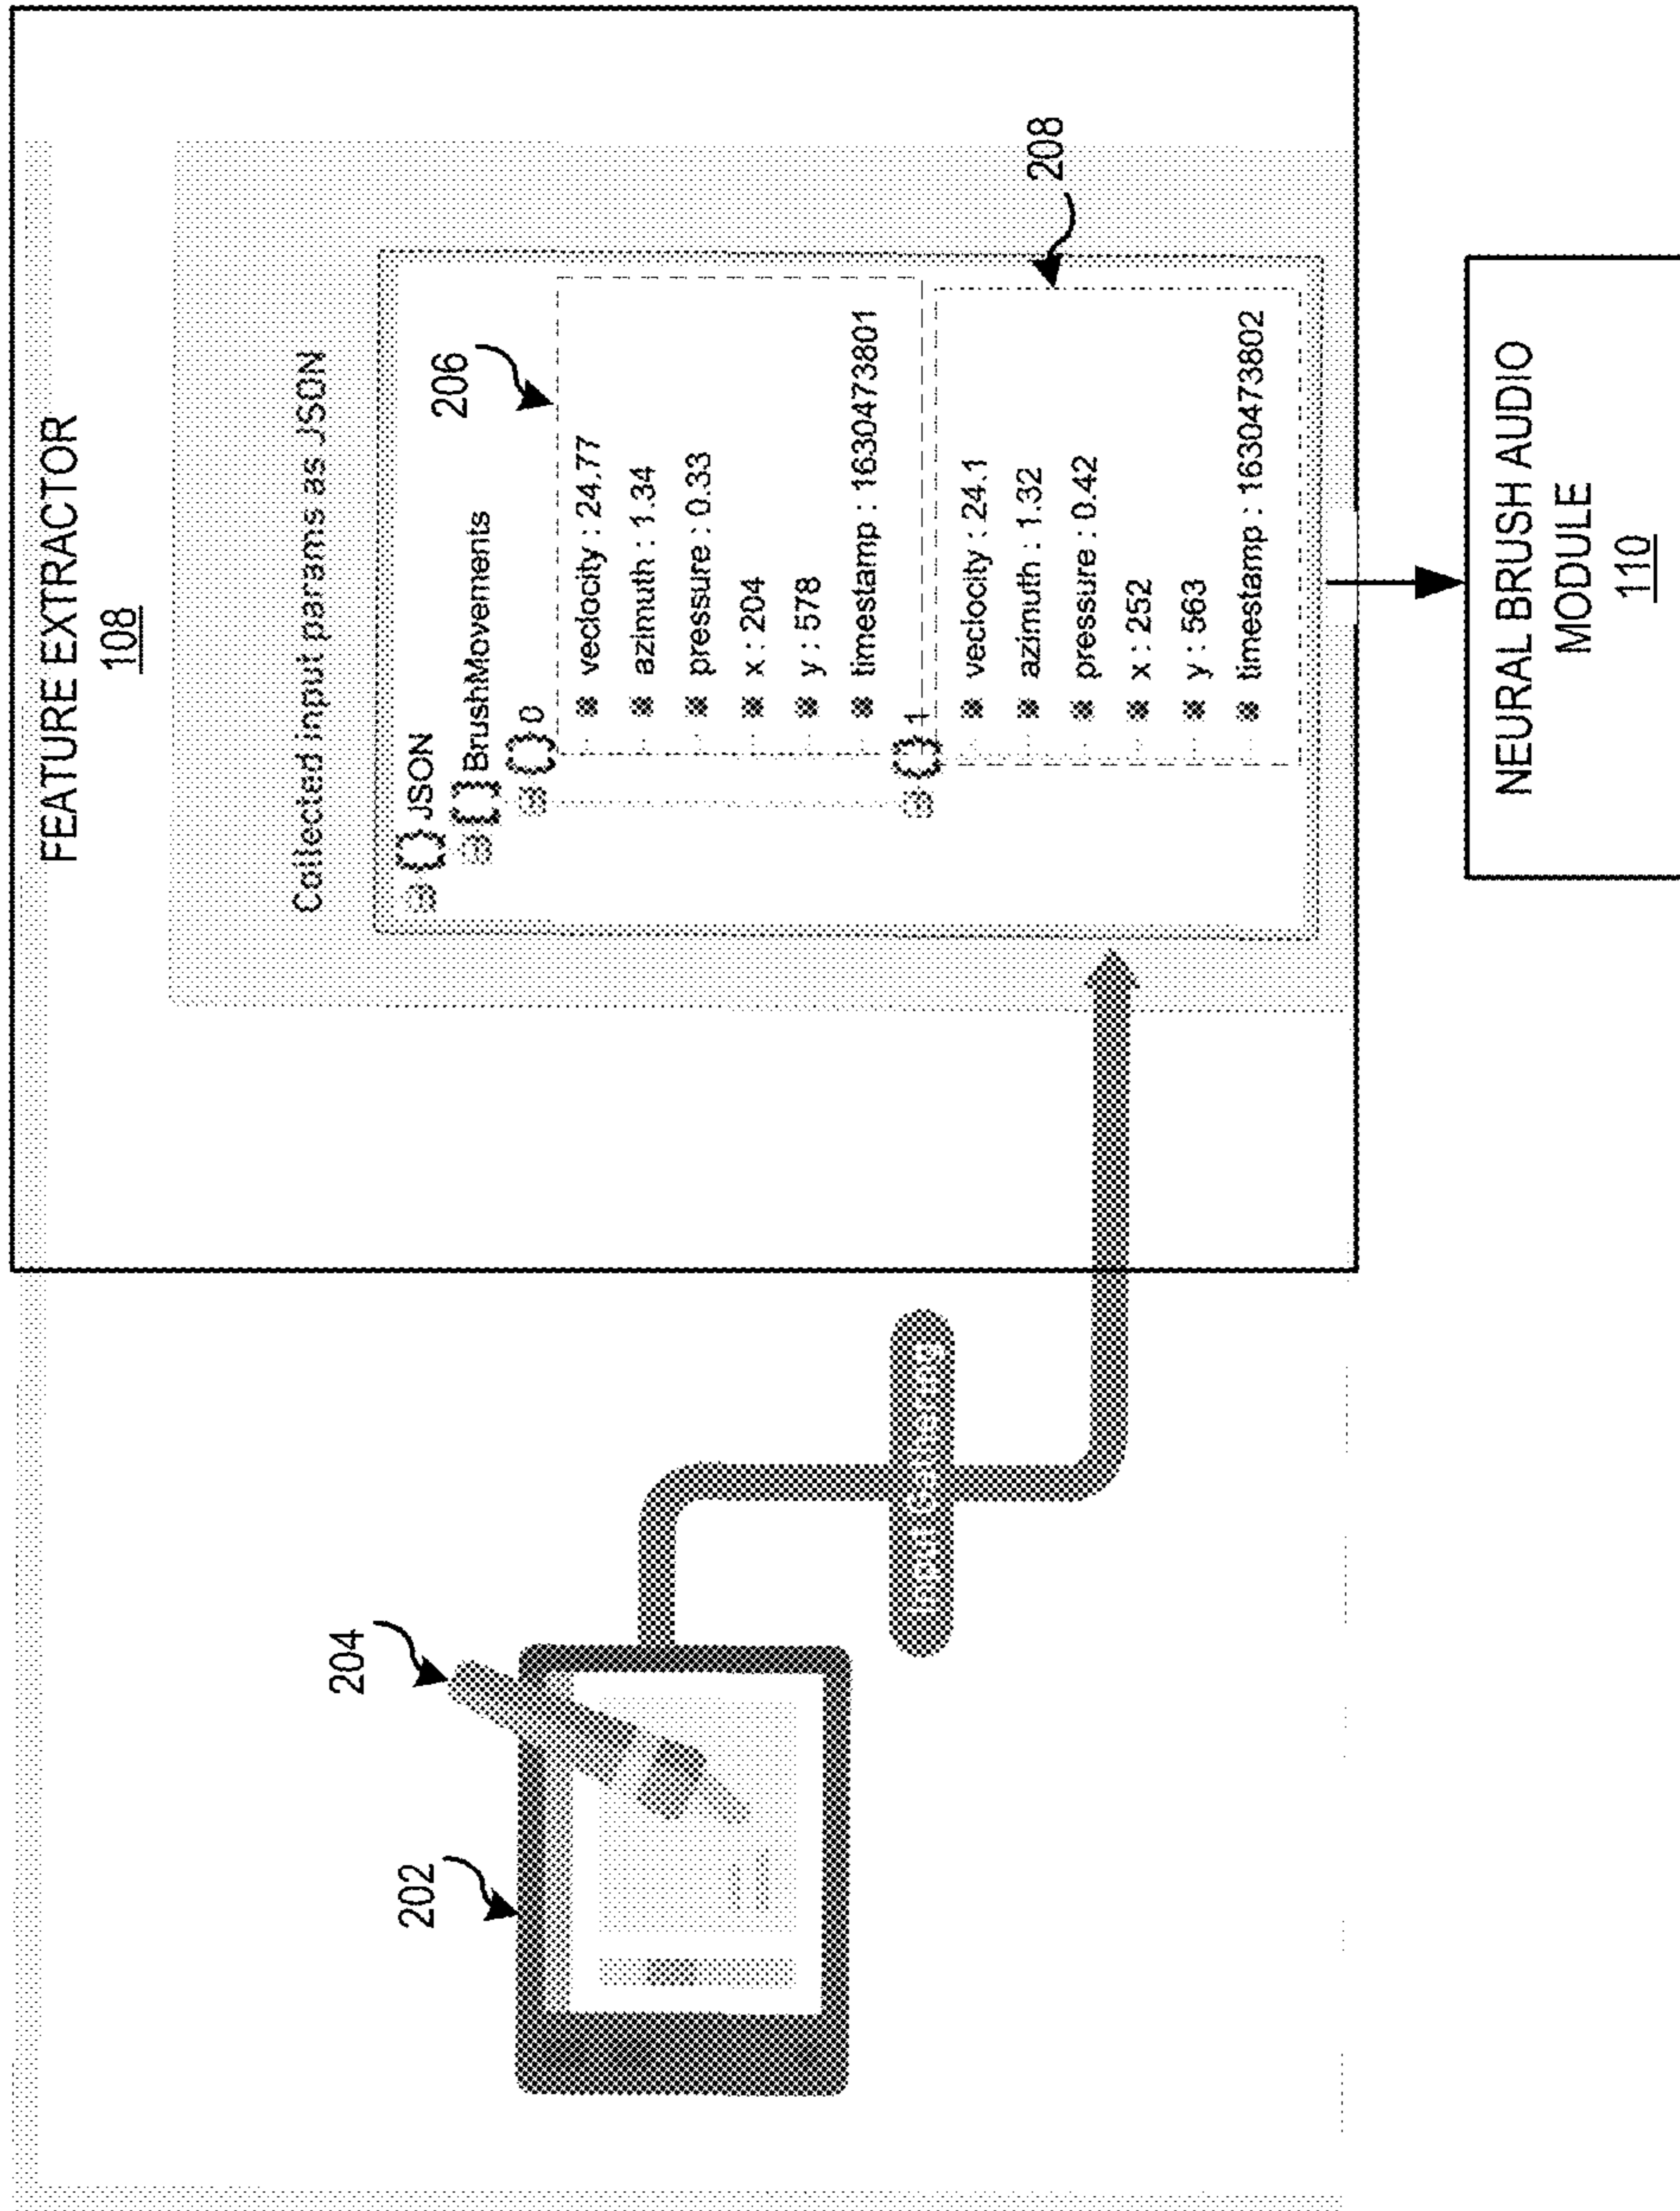 FEATURE EXTRACTOR
108
Collected input params as JSON
{} JSON
[] BrushMovements
{} 0
206
veclocity : 24.77
azimuth : 1.34
pressure : 0.33
x : 204
y : 578
timestamp : 1630473801
{} 1
208
veclocity : 24.1
azimuth : 1.32
pressure : 0.42
x : 252
y : 563
timestamp : 1630473802
202
204
Input Gathering
NEURAL BRUSH AUDIO
MODULE
110